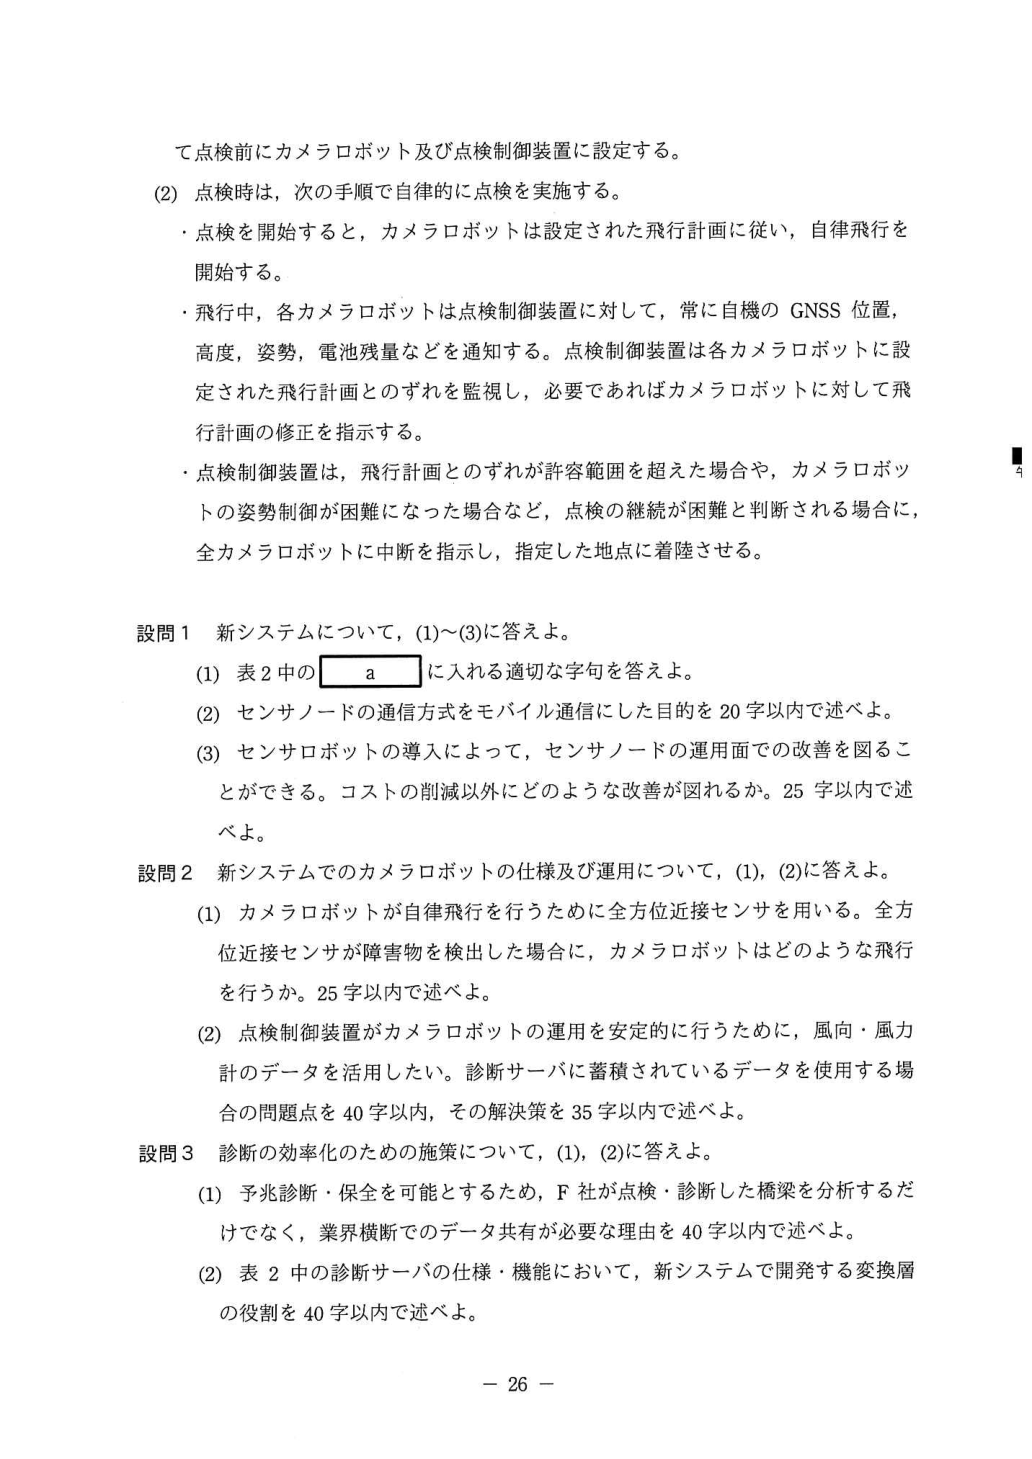 て点検前にカメラロボット及び点検制御装置に設定する。
(2) 点検時は，次の手順で自律的に点検を実施する。
・点検を開始すると，カメラロボットは設定された飛行計画に従い，自律飛行を
開始する。
・飛行中，各カメラロボットは点検制御装置に対して，常に自機の GNSS 位置，
高度，姿勢，電池残量などを通知する。点検制御装置は各カメラロボットに設
定された飛行計画とのずれを監視し，必要であればカメラロボットに対して飛
行計画の修正を指示する。
・点検制御装置は，飛行計画とのずれが許容範囲を超えた場合や，カメラロボッ
トの姿勢制御が困難になった場合など，点検の継続が困難と判断される場合に，
全カメラロボットに中断を指示し，指定した地点に着陸させる。
設問1 新システムについて，(1)～(3)に答えよ。
(1) 表2中の a に入れる適切な字句を答えよ。
(2) センサノードの通信方式をモバイル通信にした目的を 20 字以内で述べよ。
(3) センサロボットの導入によって，センサノードの運用面での改善を図るこ
とができる。コストの削減以外にどのような改善が図れるか。25 字以内で述
べよ。
設問2 新システムでのカメラロボットの仕様及び運用について，(1)，(2)に答えよ。
(1) カメラロボットが自律飛行を行うために全方位近接センサを用いる。全方
位近接センサが障害物を検出した場合に，カメラロボットはどのような飛行
を行うか。25 字以内で述べよ。
(2) 点検制御装置がカメラロボットの運用を安定的に行うために，風向・風力
計のデータを活用したい。診断サーバに蓄積されているデータを使用する場
合の問題点を 40 字以内，その解決策を 35 字以内で述べよ。
設問3 診断の効率化のための施策について，(1)，(2)に答えよ。
(1) 予兆診断・保全を可能とするため，F 社が点検・診断した橋梁を分析するだ
けでなく，業界横断でのデータ共有が必要な理由を 40 字以内で述べよ。
(2) 表 2 中の診断サーバの仕様・機能において，新システムで開発する変換層
の役割を 40 字以内で述べよ。
－ 26 －